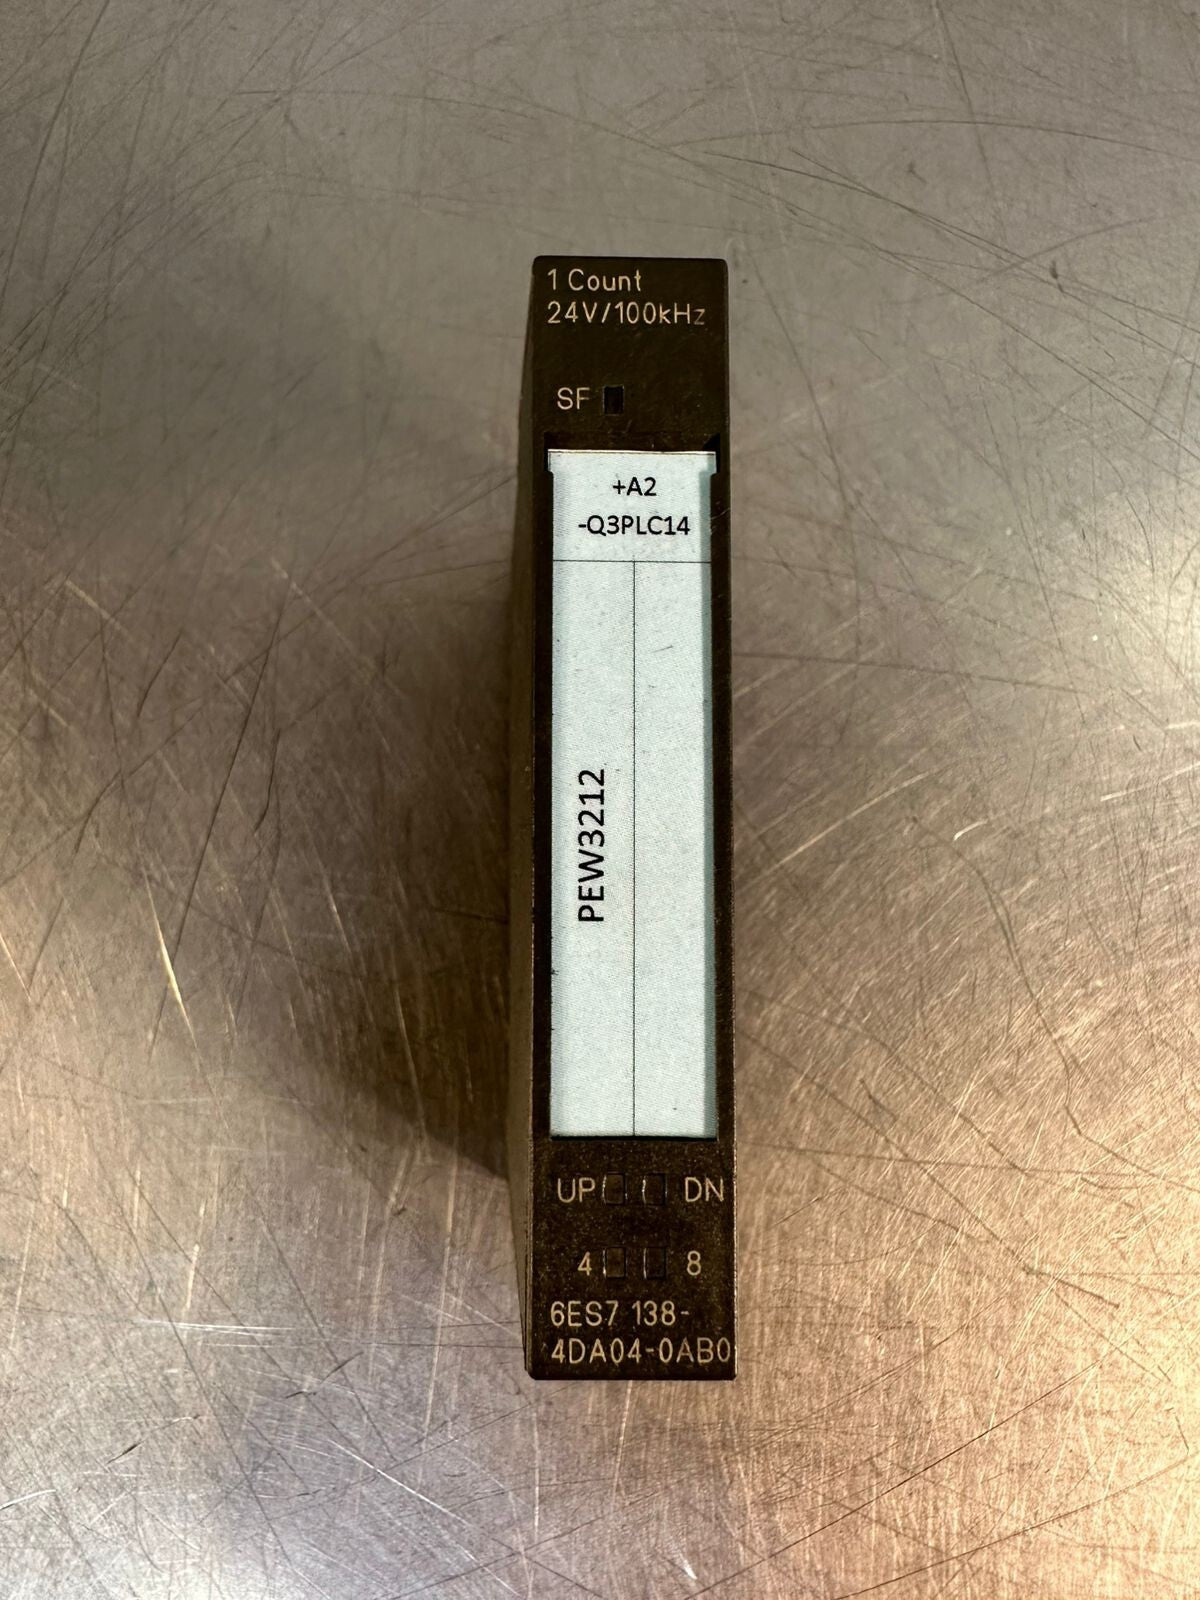 1 Count
24V/100kHz
SF
+A2
-Q3PLC14
PEW3212
UP DN
4 8
6ES7 138-
4DA04-0AB0